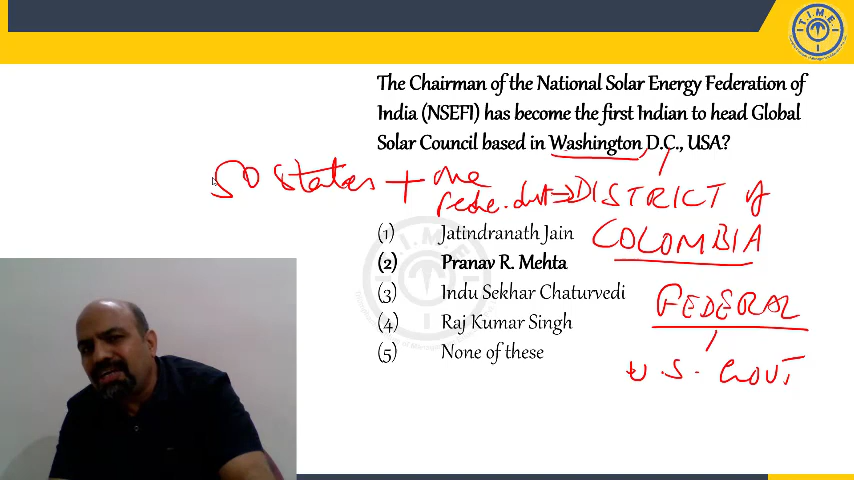 T.I.M.E.
The Chairman of the National Solar Energy Federation of
India (NSEFI) has become the first Indian to head Global
Solar Council based in Washington D.C., USA?
50 States + one
Fede. dist => DISTRICT of
COLOMBIA
(1) Jatindranath Jain
(2) Pranav R. Mehta
(3) Indu Sekhar Chaturvedi
(4) Raj Kumar Singh
(5) None of these
FEDERAL
U.S. GOVT